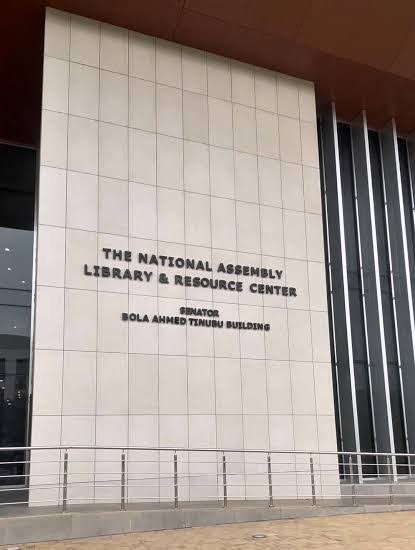 THE NATIONAL ASSEMBLY
LIBRARY & RESOURCE CENTER
SENATOR
BOLA AHMED TINUBU BUILDING